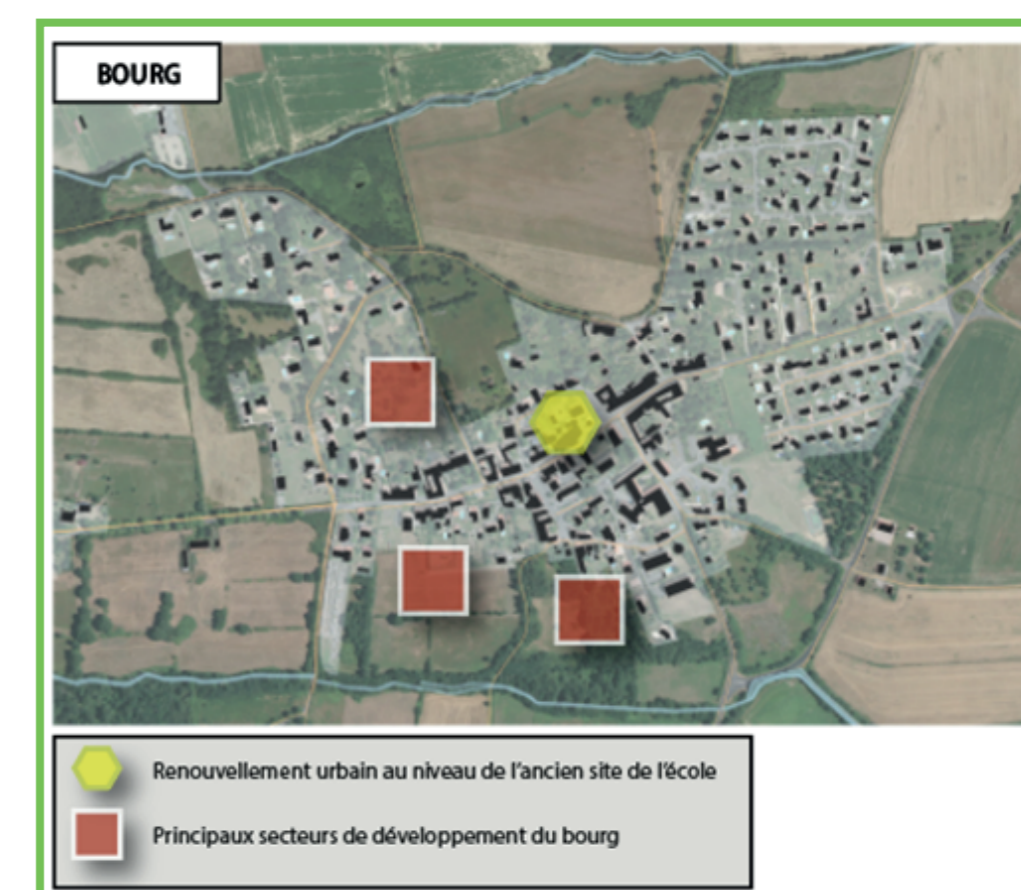 BOURG
Renouvellement urbain au niveau de l'ancien site de l'école
Principaux secteurs de développement du bourg